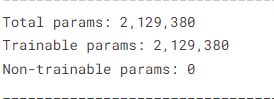 Total params: 2,129,380
Trainable params: 2,129,380
Non-trainable params: 0